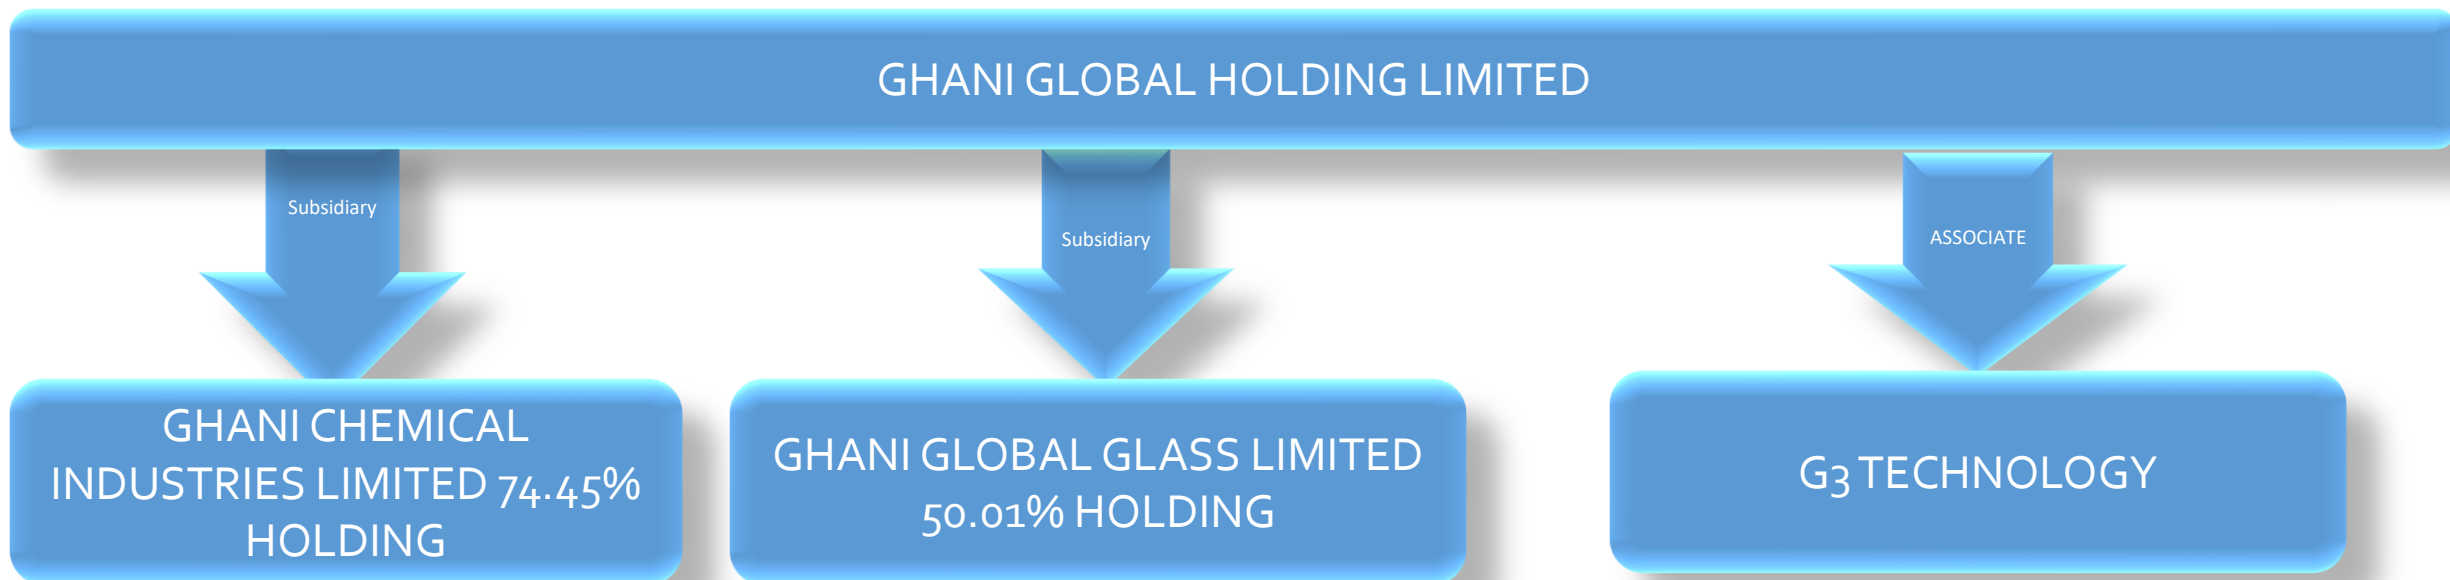 GHANI GLOBAL HOLDING LIMITED
Subsidiary
Subsidiary
ASSOCIATE
GHANI CHEMICAL
INDUSTRIES LIMITED 74.45%
HOLDING
GHANI GLOBAL GLASS LIMITED
50.01% HOLDING
G3 TECHNOLOGY